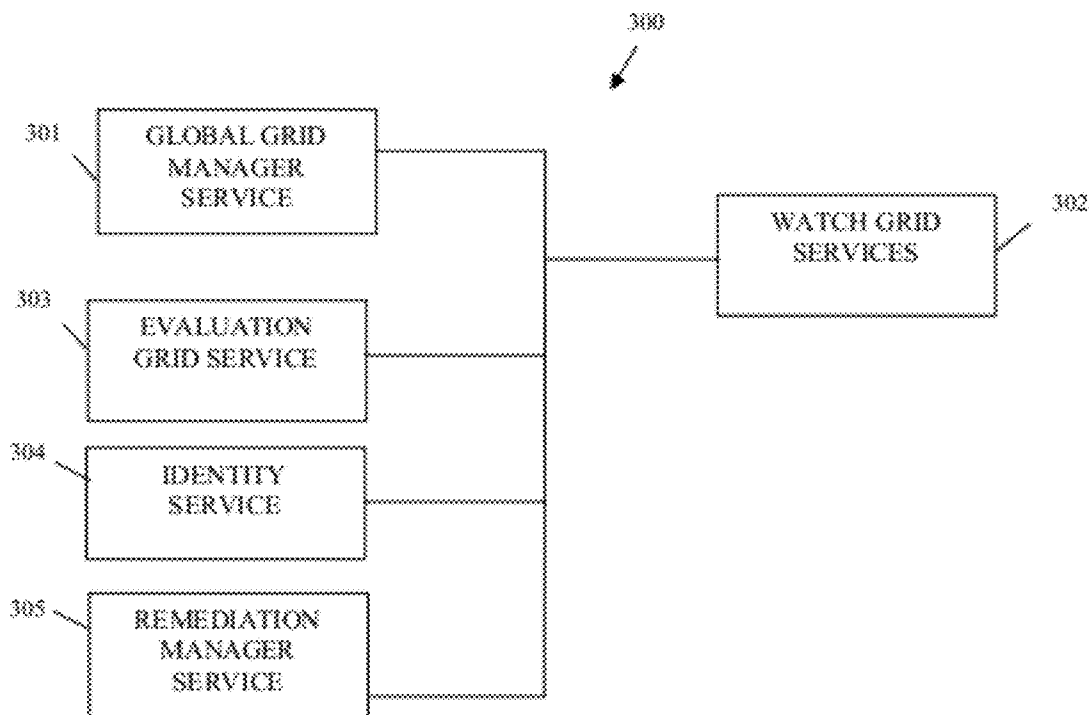 300
301
GLOBAL GRID
MANAGER
SERVICE
WATCH GRID
SERVICES
302
303
EVALUATION
GRID SERVICE
304
IDENTITY
SERVICE
305
REMEDIATION
MANAGER
SERVICE